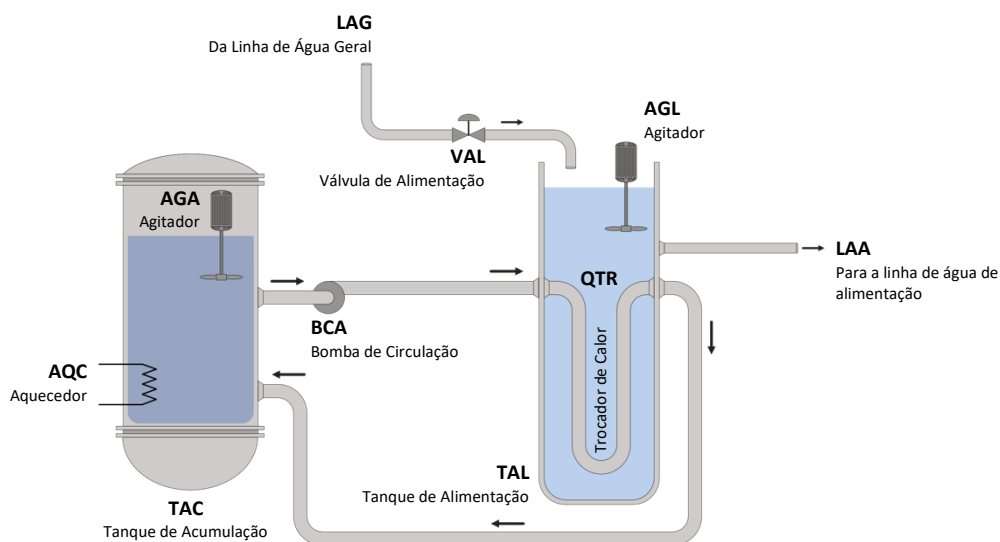 LAG
Da Linha de Água Geral
AGL
Agitador
VAL
Válvula de Alimentação
AGA
Agitador
LAA
Para a linha de água de
alimentação
QTR
Trocador de Calor
BCA
Bomba de Circulação
AQC
Aquecedor
TAL
Tanque de Alimentação
TAC
Tanque de Acumulação